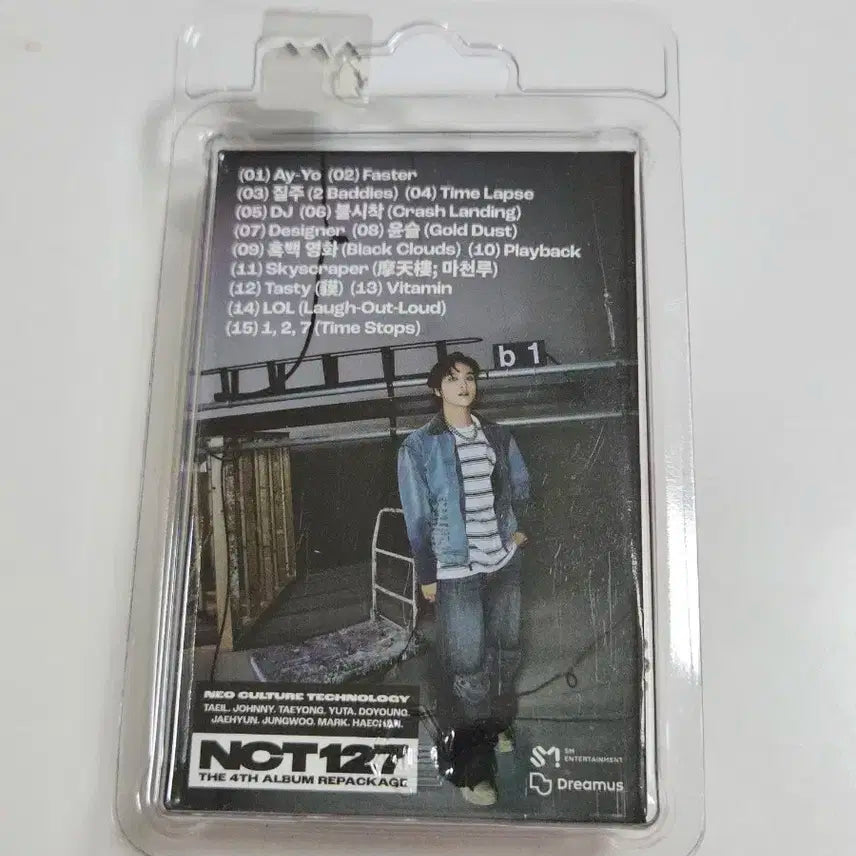 (01) Ay-Yo (02) Faster
(03) 질주 (2 Baddies) (04) Time Lapse
(05) DJ (06) 불시착 (Crash Landing)
(07) Designer (08) 윤슬 (Gold Dust)
(09) 흑백 영화 (Black Clouds) (10) Playback
(11) Skyscraper (摩天樓; 마천루)
(12) Tasty (貘) (13) Vitamin
(14) LOL (Laugh-Out-Loud)
(15) 1, 2, 7 (Time Stops)
b 1
NEO CULTURE TECHNOLOGY
TAEIL. JOHNNY. TAEYONG. YUTA. DOYOUNG.
JAEHYUN. JUNGWOO. MARK. HAECHAN.
NCT 127
THE 4TH ALBUM REPACKAGE
SM
ENTERTAINMENT
Dreamus